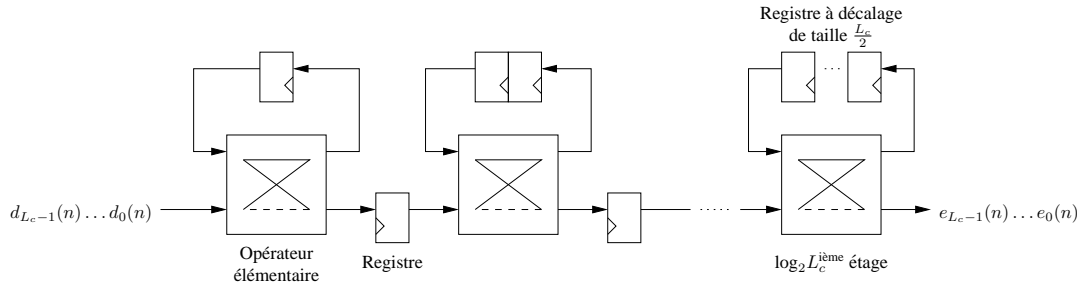 Registre à décalage
de taille $\frac{L_c}{2}$
$d_{L_c-1}(n) \ldots d_0(n)$
$e_{L_c-1}(n) \ldots e_0(n)$
Opérateur
élémentaire
Registre
$\log_2 L_c^{\text{ième}}$ étage